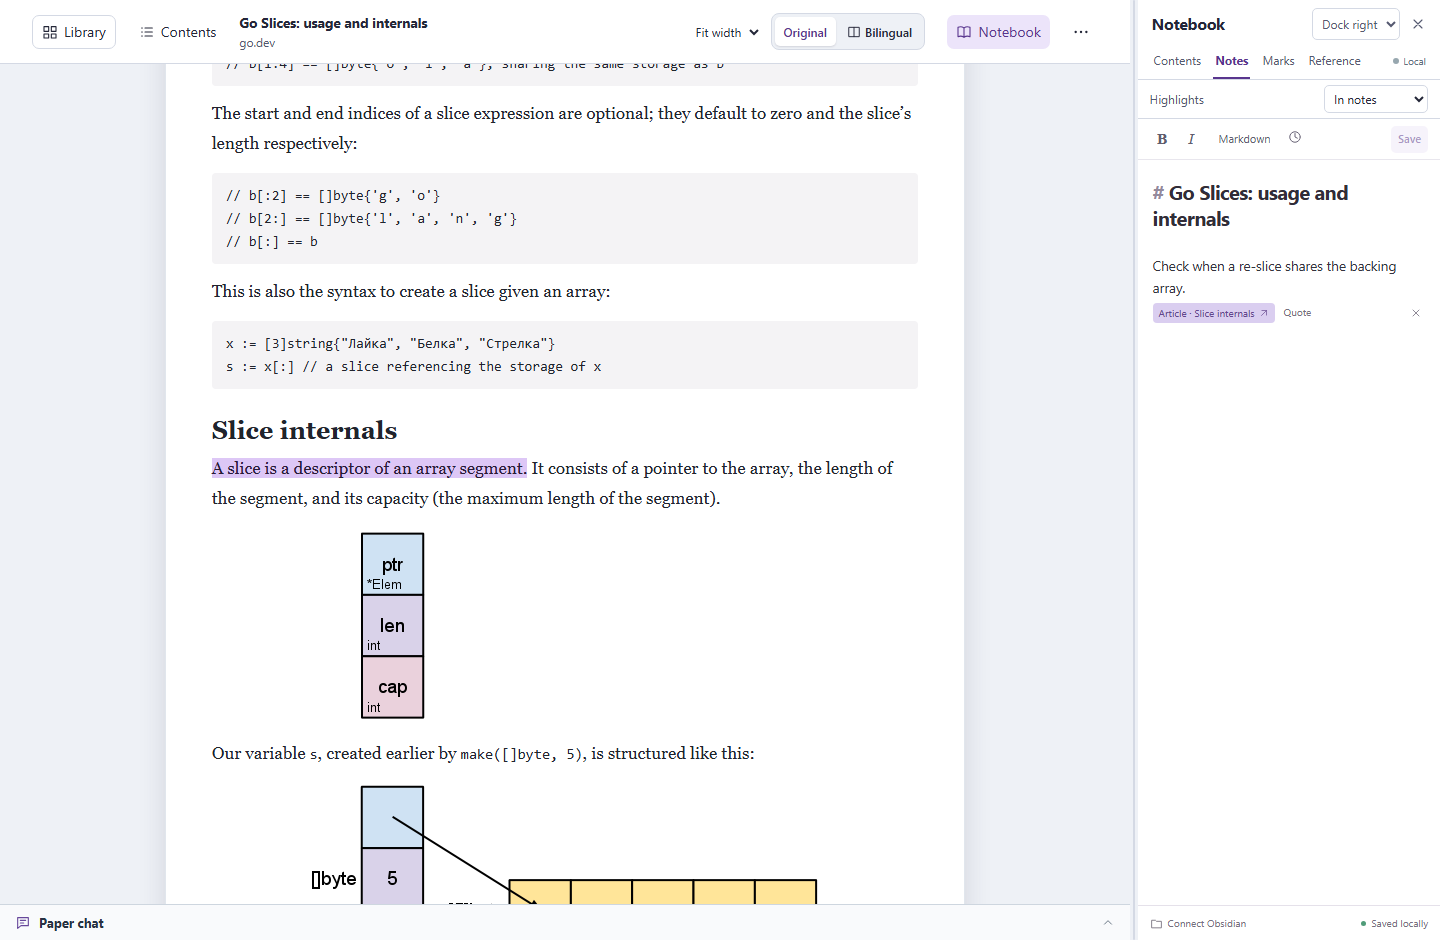 Library
Contents
Go Slices: usage and internals
go.dev
Fit width
Original
Bilingual
Notebook
The start and end indices of a slice expression are optional; they default to zero and the slice’s
length respectively:
// b[:2] == []byte{'g', 'o'}
// b[2:] == []byte{'l', 'a', 'n', 'g'}
// b[:] == b
This is also the syntax to create a slice given an array:
x := [3]string{"Лайка", "Белка", "Стрелка"}
s := x[:] // a slice referencing the storage of x
Slice internals
A slice is a descriptor of an array segment. It consists of a pointer to the array, the length of
the segment, and its capacity (the maximum length of the segment).
ptr
*Elem
len
int
cap
int
Our variable s, created earlier by make([]byte, 5), is structured like this:
[]byte
5
Paper chat
Notebook
Dock right
Contents
Notes
Marks
Reference
Local
Highlights
In notes
B
I
Markdown
Save
# Go Slices: usage and
internals
Check when a re-slice shares the backing
array.
Article · Slice internals
Quote
Connect Obsidian
Saved locally